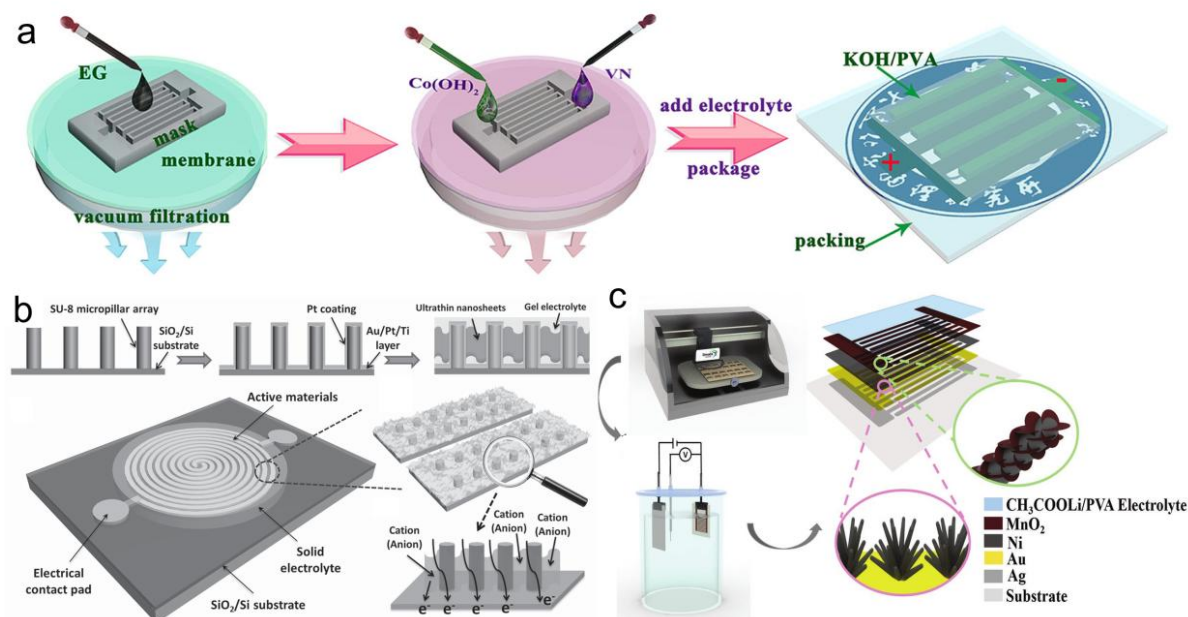 a
EG
mask
membrane
vacuum filtration
Co(OH)₂
VN
add electrolyte
package
KOH/PVA
-
+
packing
b
SU-8 micropillar array
SiO₂/Si
substrate
Pt coating
Au/Pt/Ti
layer
Ultrathin nanosheets
Gel electrolyte
Active materials
Electrical
contact pad
Solid
electrolyte
SiO₂/Si substrate
Cation
(Anion)
Cation
(Anion)
Cation
(Anion)
e⁻
e⁻
e⁻
e⁻
e⁻
c
V
CH₃COOLi/PVA Electrolyte
MnO₂
Ni
Au
Ag
Substrate